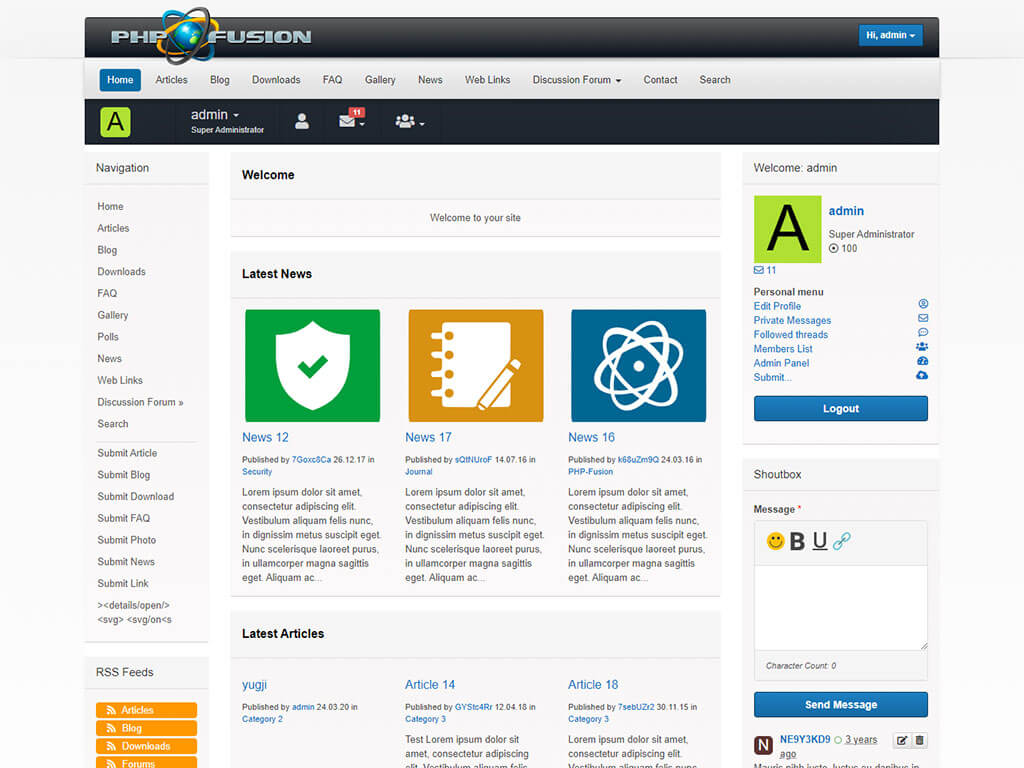 PHP FUSION
Hi, admin
Home Articles Blog Downloads FAQ Gallery News Web Links Discussion Forum Contact Search
A
admin
Super Administrator
11
Navigation
Home
Articles
Blog
Downloads
FAQ
Gallery
Polls
News
Web Links
Discussion Forum »
Search
Submit Article
Submit Blog
Submit Download
Submit FAQ
Submit Photo
Submit News
Submit Link
><details/open/>
<svg> <svg/on<s
RSS Feeds
Articles
Blog
Downloads
Forums
Welcome
Welcome to your site
Latest News
News 12
Published by 7Goxc8Ca 26.12.17 in
Security
Lorem ipsum dolor sit amet,
consectetur adipiscing elit.
Vestibulum aliquam felis nunc,
in dignissim metus suscipit eget.
Nunc scelerisque laoreet purus,
in ullamcorper magna sagittis
eget. Aliquam ac...
News 17
Published by sQtNUroF 14.07.16 in
Journal
Lorem ipsum dolor sit amet,
consectetur adipiscing elit.
Vestibulum aliquam felis nunc,
in dignissim metus suscipit eget.
Nunc scelerisque laoreet purus,
in ullamcorper magna sagittis
eget. Aliquam ac...
News 16
Published by k68uZm9Q 24.03.16 in
PHP-Fusion
Lorem ipsum dolor sit amet,
consectetur adipiscing elit.
Vestibulum aliquam felis nunc,
in dignissim metus suscipit eget.
Nunc scelerisque laoreet purus,
in ullamcorper magna sagittis
eget. Aliquam ac...
Latest Articles
yugji
Published by admin 24.03.20 in
Category 2
Article 14
Published by GYStc4Rr 12.04.18 in
Category 3
Test Lorem ipsum dolor sit
amet, consectetur adipiscing
elit. Vestibulum aliquam felis
Article 18
Published by 7sebUZr2 30.11.15 in
Category 3
Lorem ipsum dolor sit amet,
consectetur adipiscing elit.
Vestibulum aliquam felis nunc,
Welcome: admin
A
admin
Super Administrator
100
11
Personal menu
Edit Profile
Private Messages
Followed threads
Members List
Admin Panel
Submit...
Logout
Shoutbox
Message *
B U
Character Count: 0
Send Message
N
NE9Y3KD9 3 years
ago
Mauris nibh justo, luctus eu dapibus in